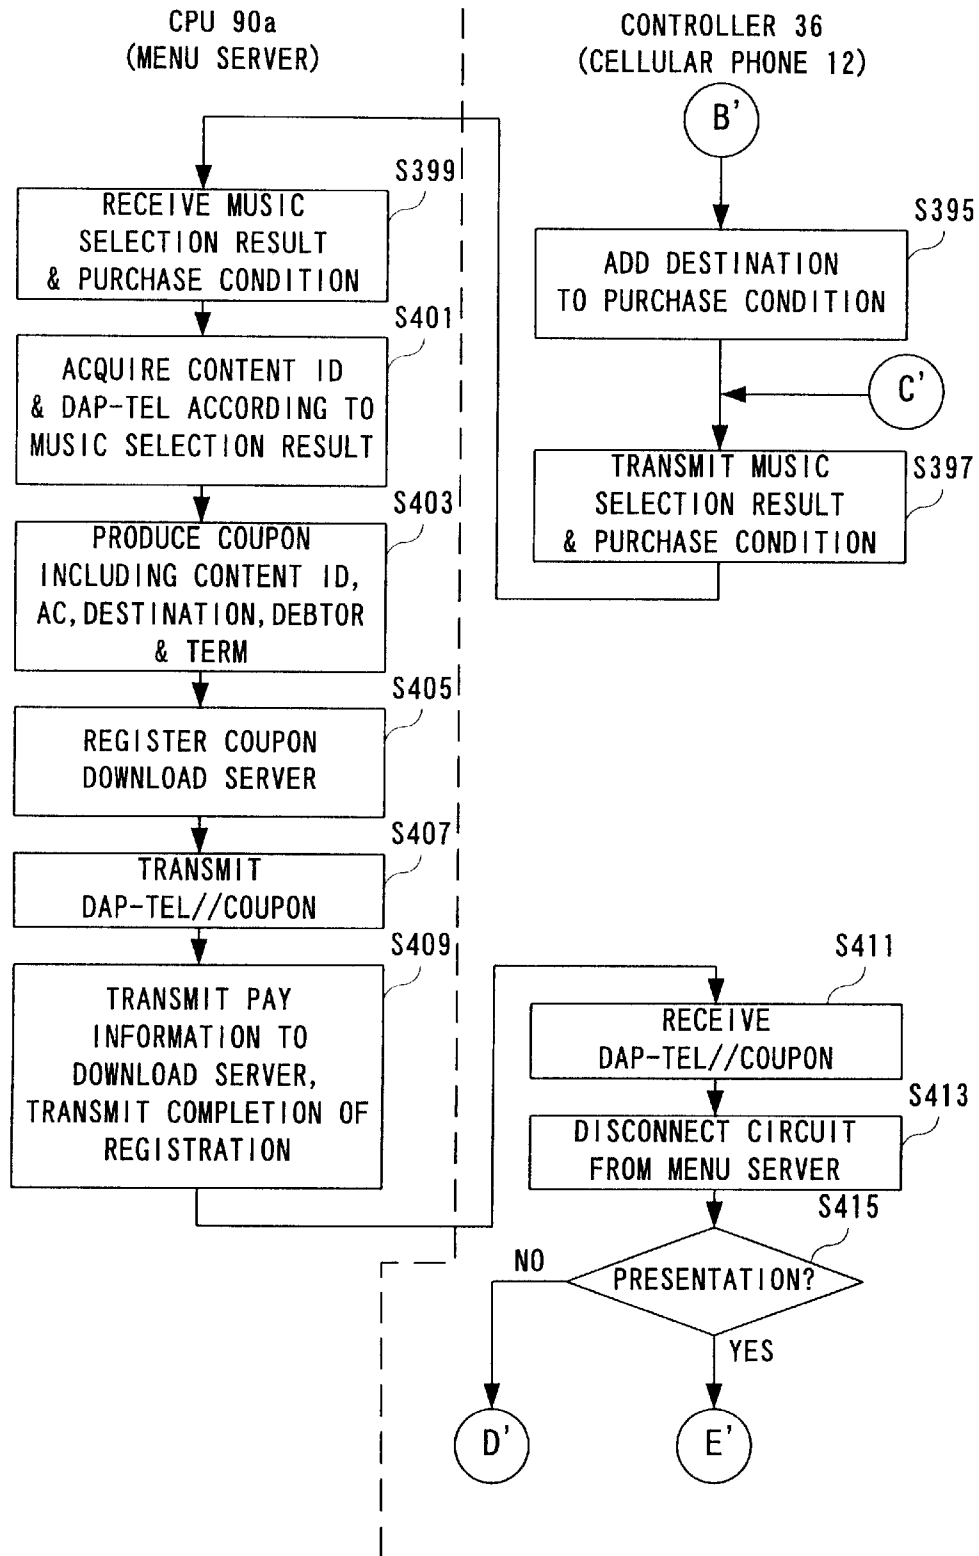 CPU 90a
(MENU SERVER)
CONTROLLER 36
(CELLULAR PHONE 12)
B'
S395
ADD DESTINATION
TO PURCHASE CONDITION
C'
S397
TRANSMIT MUSIC
SELECTION RESULT
& PURCHASE CONDITION
S399
RECEIVE MUSIC
SELECTION RESULT
& PURCHASE CONDITION
S401
ACQUIRE CONTENT ID
& DAP-TEL ACCORDING TO
MUSIC SELECTION RESULT
S403
PRODUCE COUPON
INCLUDING CONTENT ID,
AC, DESTINATION, DEBTOR
& TERM
S405
REGISTER COUPON
DOWNLOAD SERVER
S407
TRANSMIT
DAP-TEL//COUPON
S409
TRANSMIT PAY
INFORMATION TO
DOWNLOAD SERVER,
TRANSMIT COMPLETION OF
REGISTRATION
S411
RECEIVE
DAP-TEL//COUPON
S413
DISCONNECT CIRCUIT
FROM MENU SERVER
S415
PRESENTATION?
NO
YES
D'
E'